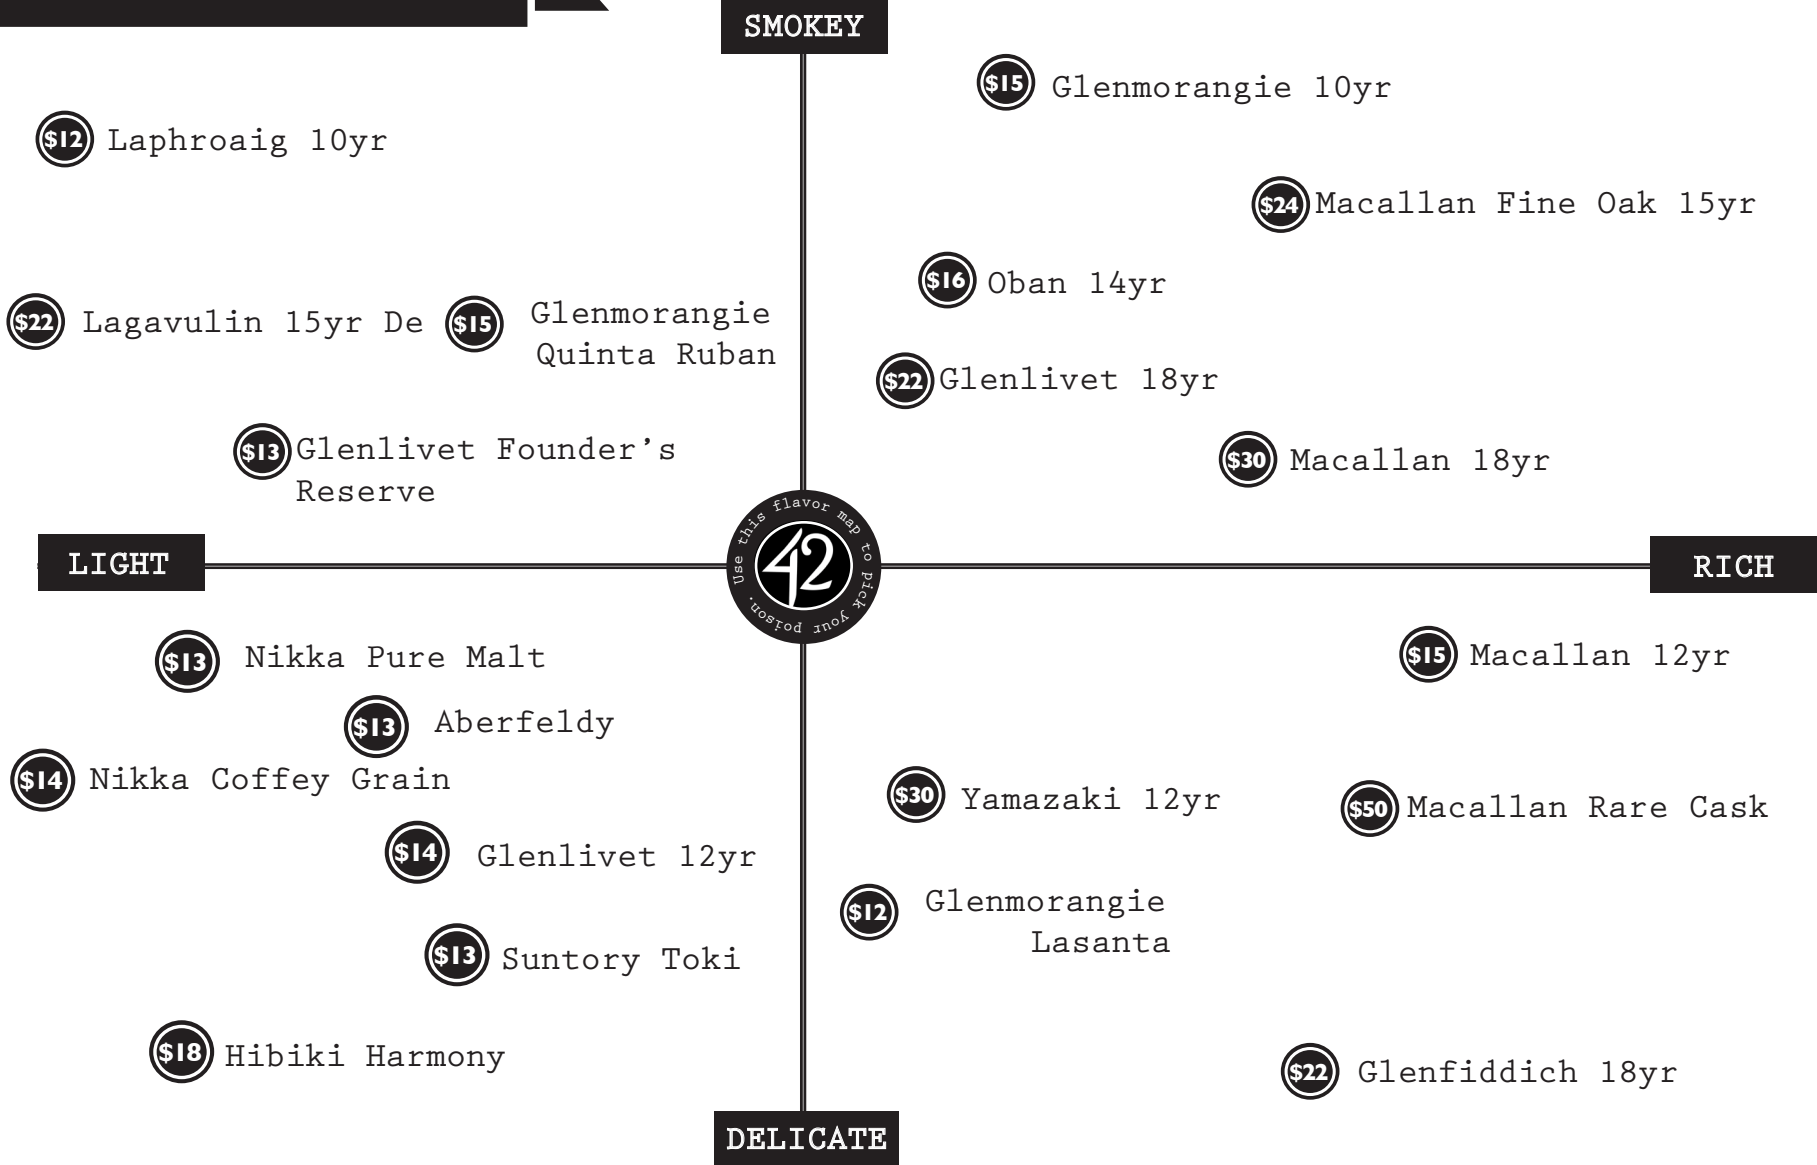 SMOKEY
$15 Glenmorangie 10yr
$12 Laphroaig 10yr
$24 Macallan Fine Oak 15yr
$16 Oban 14yr
$22 Lagavulin 15yr De
$15 Glenmorangie
Quinta Ruban
$22 Glenlivet 18yr
$13 Glenlivet Founder’s
Reserve
$30 Macallan 18yr
LIGHT
Use this flavor map to pick your poison.
42
RICH
$13 Nikka Pure Malt
$15 Macallan 12yr
$13 Aberfeldy
$14 Nikka Coffey Grain
$30 Yamazaki 12yr
$50 Macallan Rare Cask
$14 Glenlivet 12yr
$12 Glenmorangie
Lasanta
$13 Suntory Toki
$18 Hibiki Harmony
$22 Glenfiddich 18yr
DELICATE